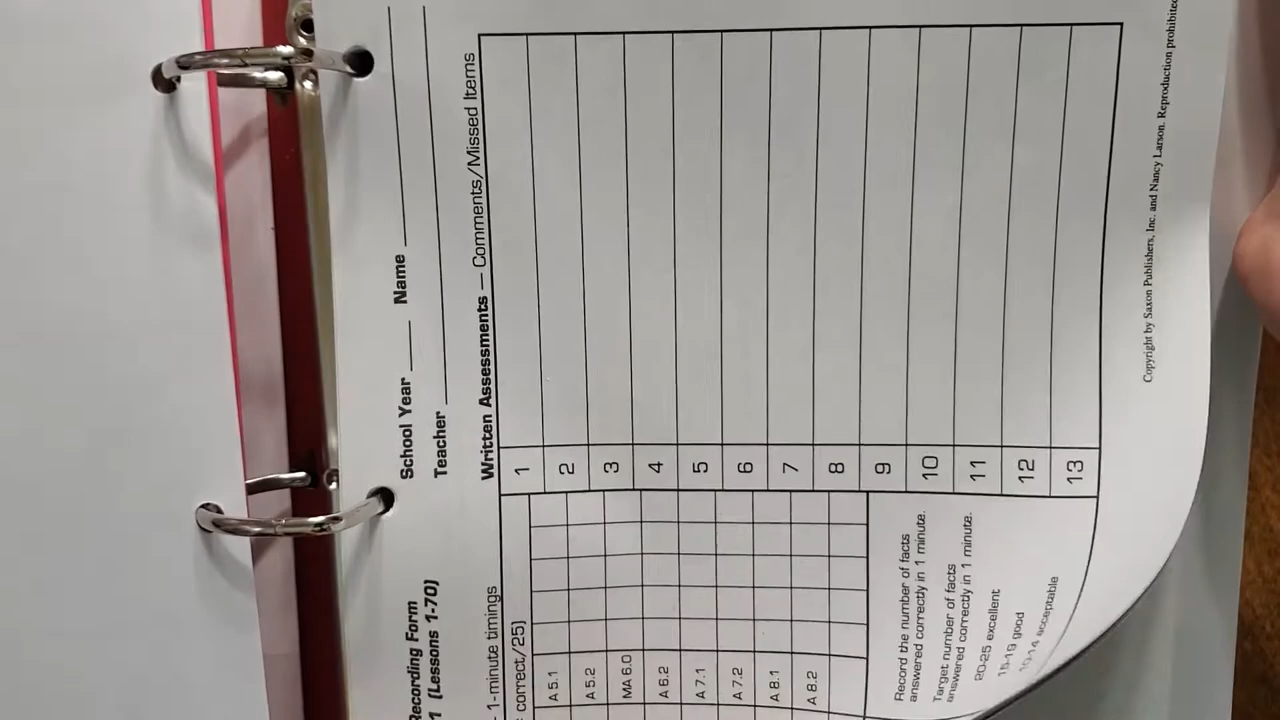 Recording Form
1 (Lessons 1-70)
School Year ____ Name ____
Teacher ____
- 1-minute timings
correct/25)
A 5.1
A 5.2
MA 6.0
A 6.2
A 7.1
A 7.2
A 8.1
A 8.2
Record the number of facts
answered correctly in 1 minute.
Target number of facts
answered correctly in 1 minute.
20-25 excellent
15-19 good
10-14 acceptable
Written Assessments — Comments/Missed Items
1
2
3
4
5
6
7
8
9
10
11
12
13
Copyright by Saxon Publishers, Inc. and Nancy Larson. Reproduction prohibited